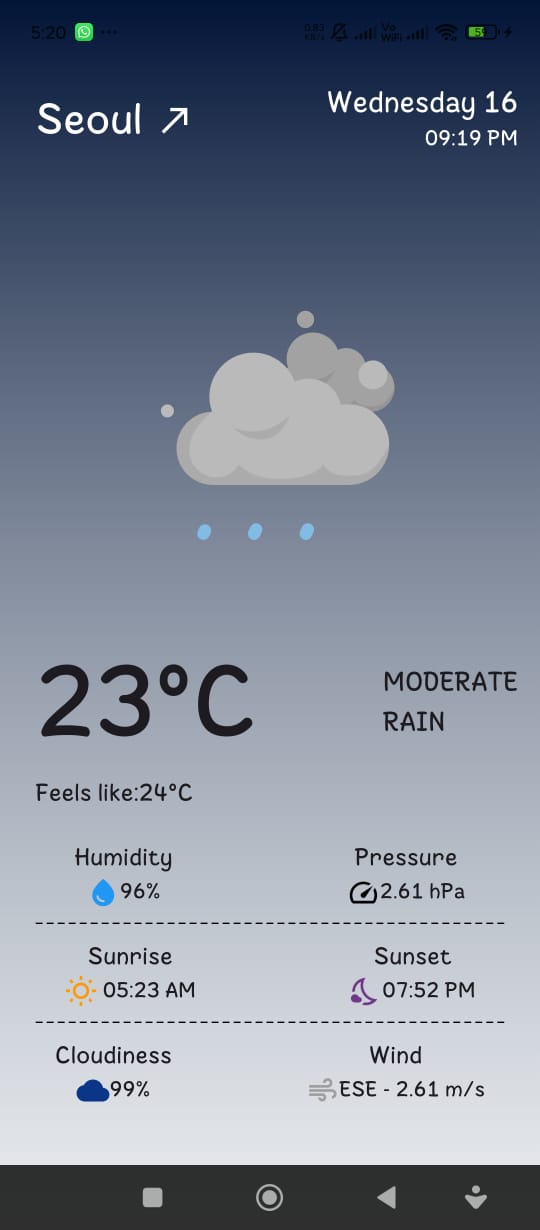 5:20
0.83
KB/s
Vo
WiFi
59
Seoul
Wednesday 16
09:19 PM
23°C
MODERATE
RAIN
Feels like:24°C
Humidity
Pressure
96%
2.61 hPa
Sunrise
Sunset
05:23 AM
07:52 PM
Cloudiness
Wind
99%
ESE - 2.61 m/s